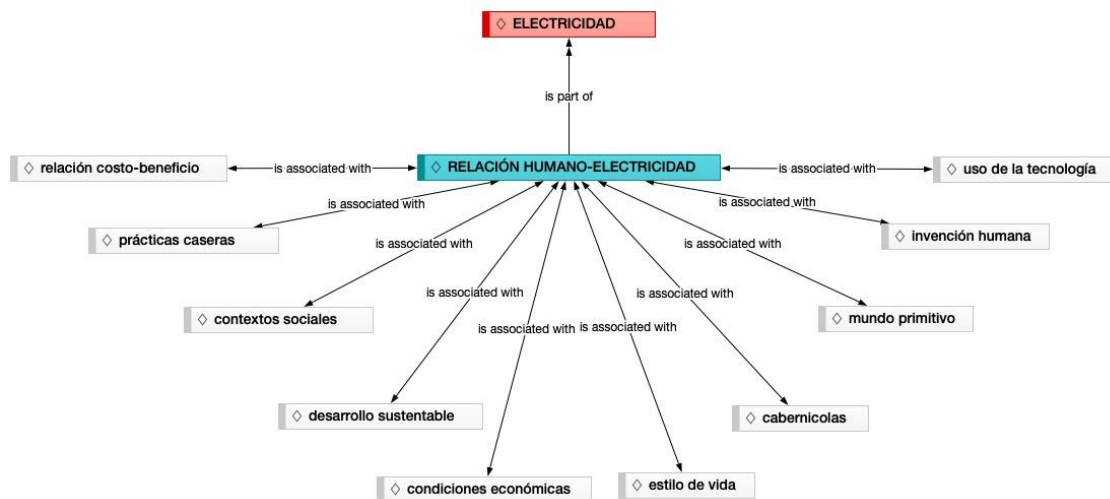 ◇ ELECTRICIDAD
is part of
◇ relación costo-beneficio
is associated with
◇ RELACIÓN HUMANO-ELECTRICIDAD
is associated with
◇ uso de la tecnología
is associated with
is associated with
◇ prácticas caseras
is associated with
is associated with
◇ invención humana
◇ contextos sociales
is associated with
is associated with
◇ mundo primitivo
is associated with
is associated with
◇ desarrollo sustentable
◇ cabernicolas
◇ condiciones económicas
◇ estilo de vida